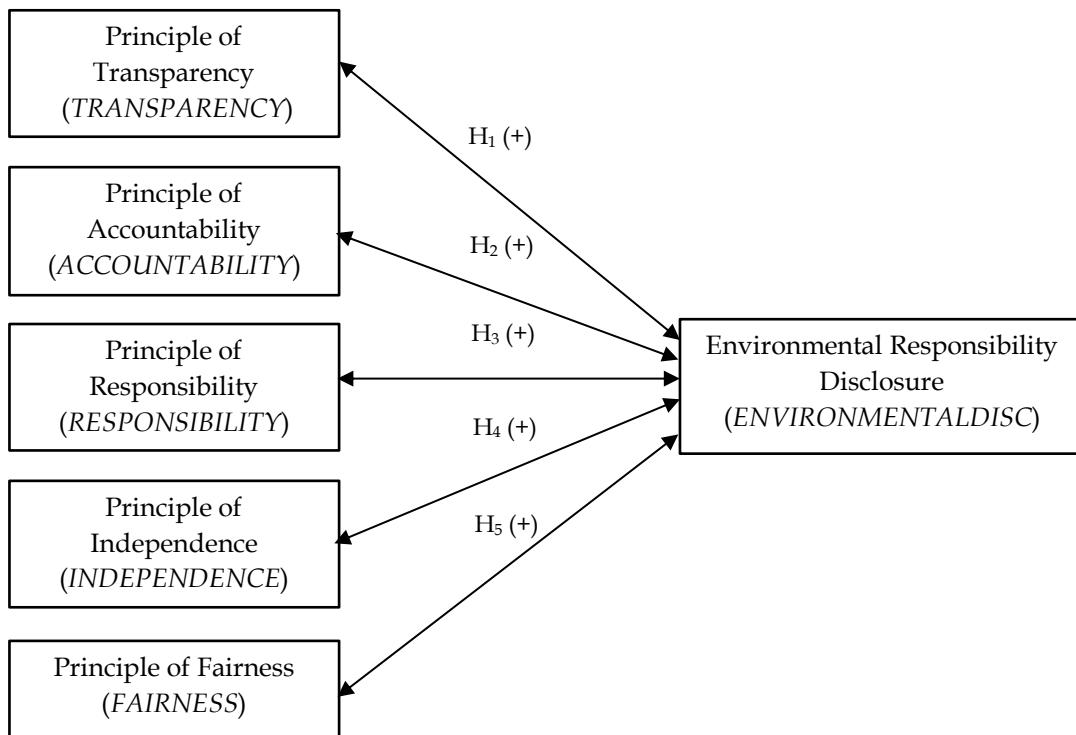 Principle of
Transparency
(TRANSPARENCY)
H₁ (+)
Principle of
Accountability
(ACCOUNTABILITY)
H₂ (+)
Principle of
Responsibility
(RESPONSIBILITY)
H₃ (+)
Environmental Responsibility
Disclosure
(ENVIRONMENTALDISC)
Principle of
Independence
(INDEPENDENCE)
H₄ (+)
Principle of Fairness
(FAIRNESS)
H₅ (+)